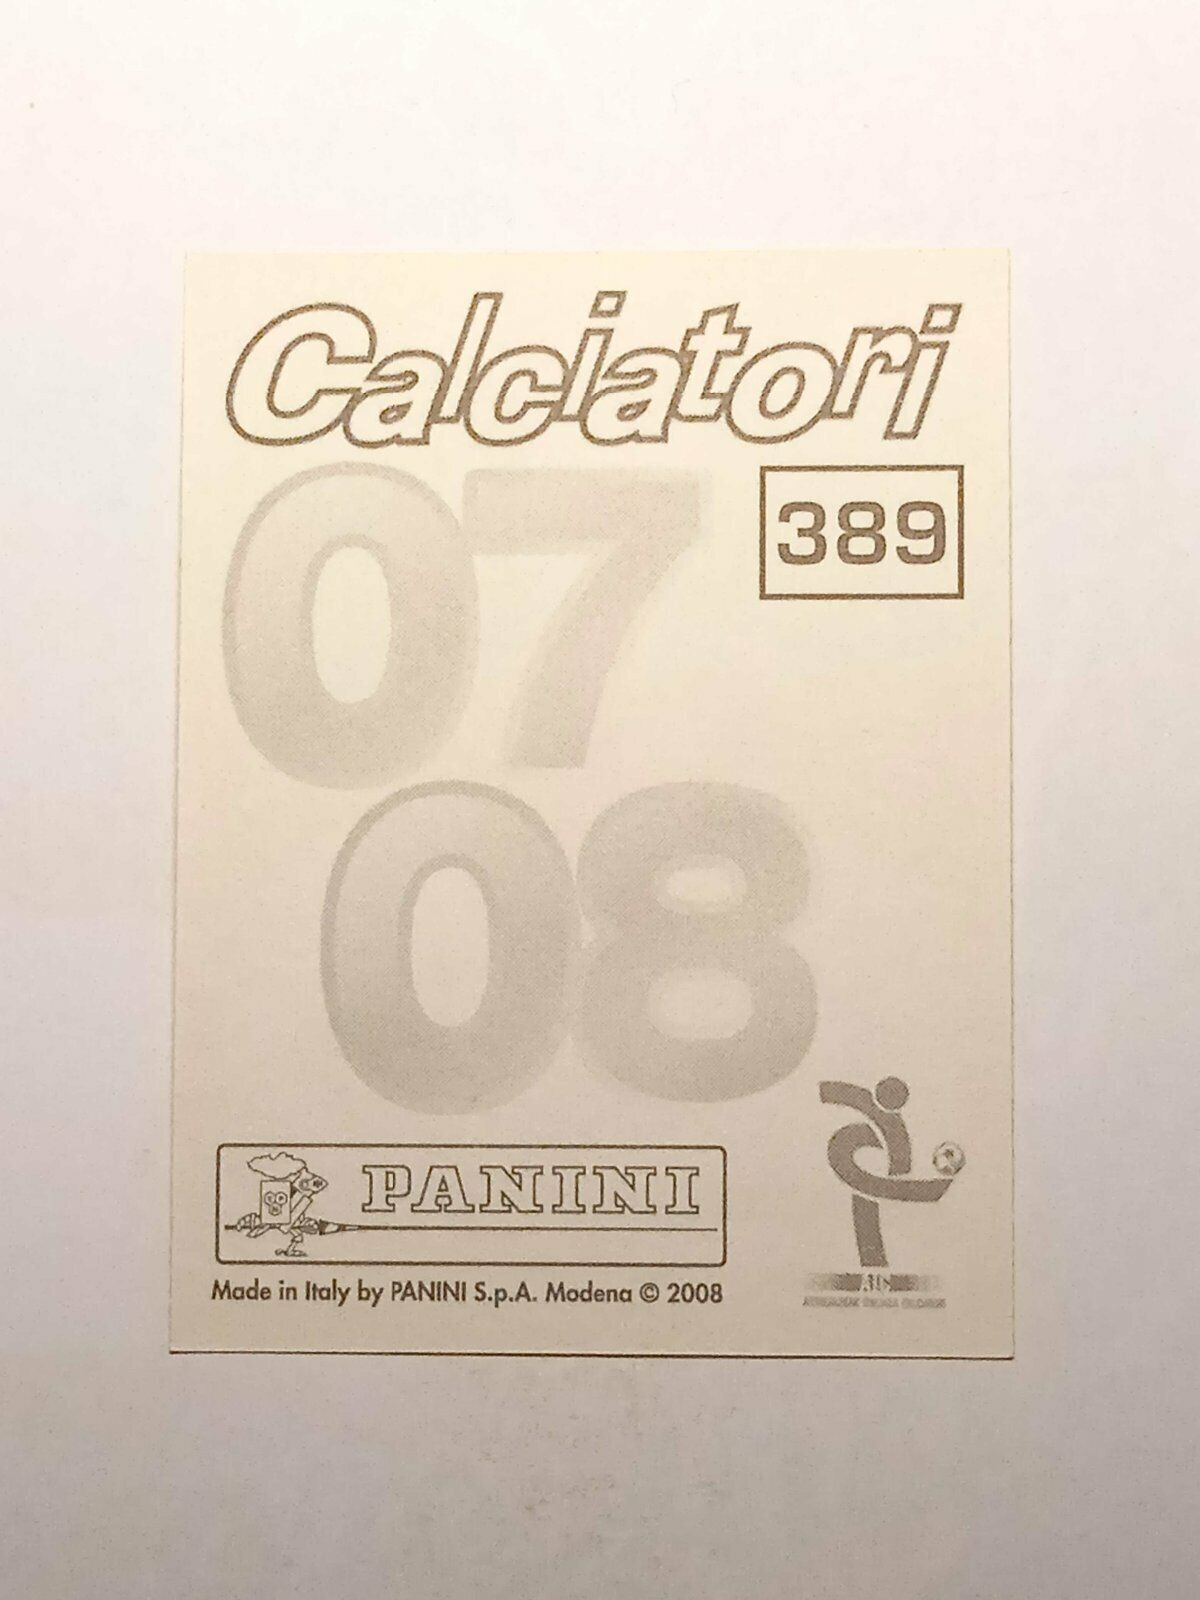 Calciatori
07
389
08
PANINI
Made in Italy by PANINI S.p.A. Modena © 2008